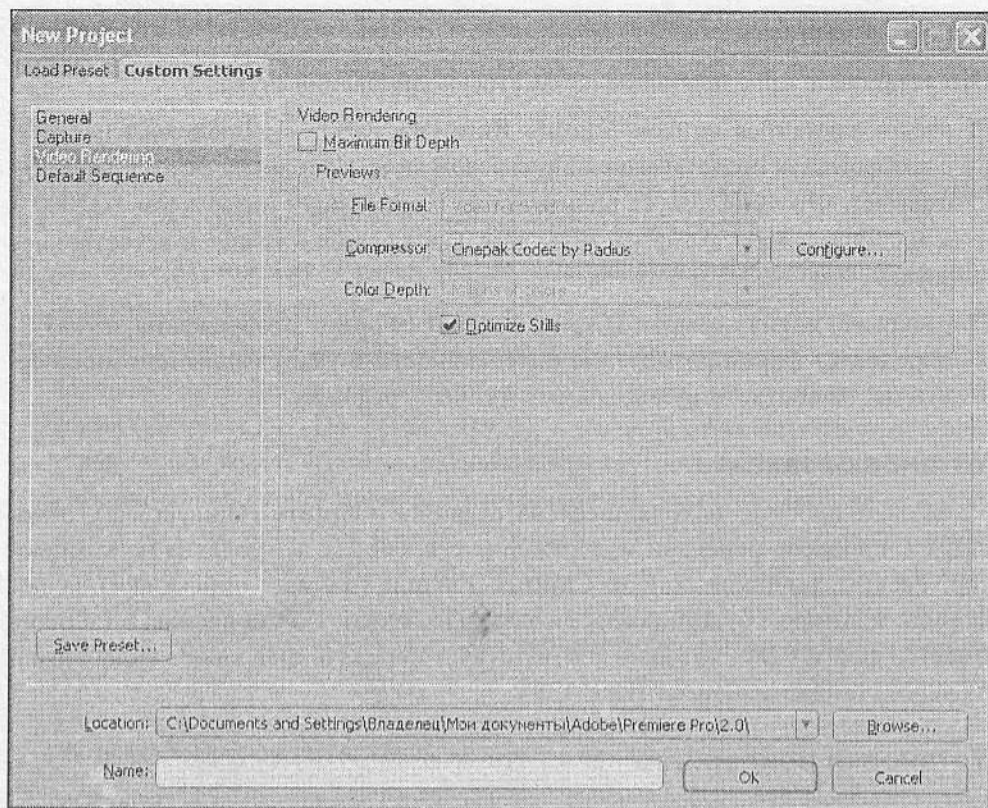 New Project
Load Preset Custom Settings
General
Capture
Video Rendering
Default Sequence
Video Rendering
Maximum Bit Depth
Previews
File Format:
Compressor: Cinepak Codec by Radius Configure...
Color Depth:
Optimize Stills
Save Preset...
Location: C:\Documents and Settings\Владелец\Мои документы\Adobe\Premiere Pro\2.0\ Browse...
Name: OK Cancel